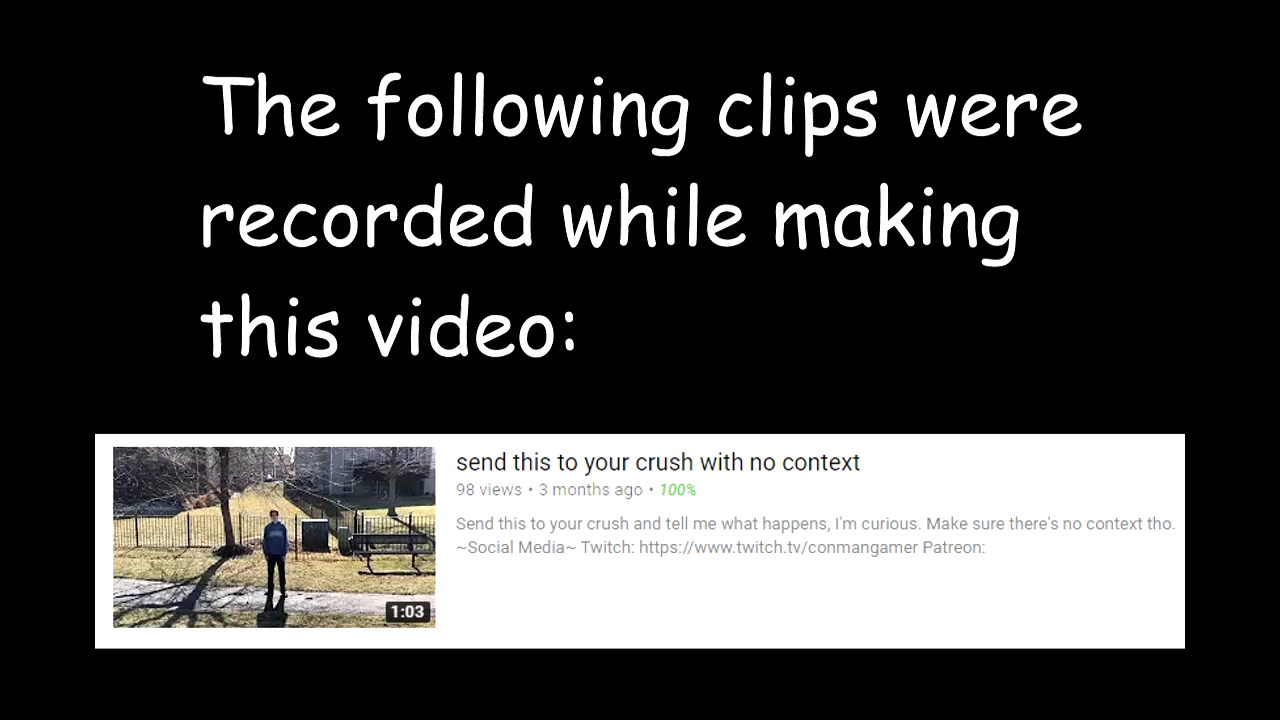 The following clips were
recorded while making
this video:
send this to your crush with no context
98 views • 3 months ago • 100%
Send this to your crush and tell me what happens, I'm curious. Make sure there's no context tho.
~Social Media~ Twitch: https://www.twitch.tv/conmangamer Patreon:
1:03